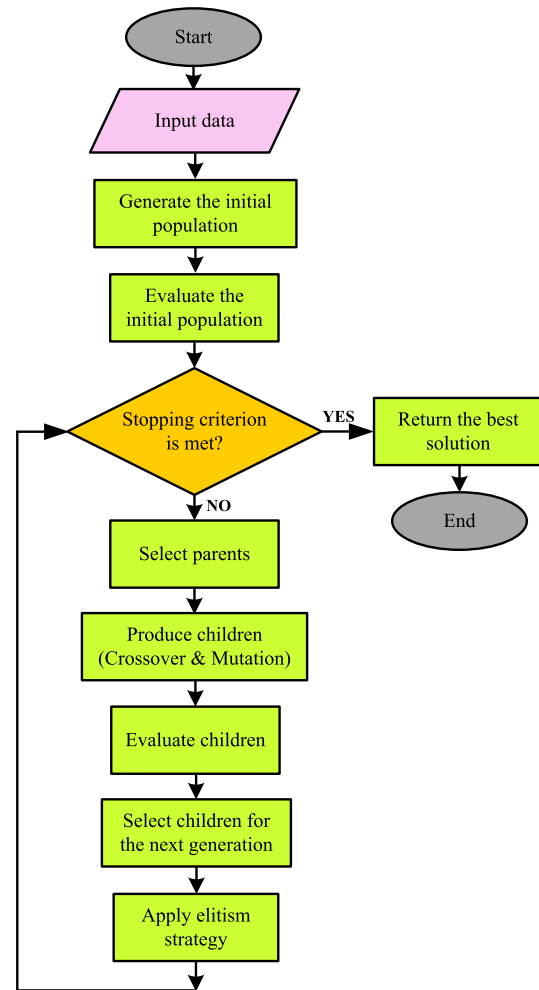 Start
Input data
Generate the initial
population
Evaluate the
initial population
Stopping criterion
is met?
YES
Return the best
solution
End
NO
Select parents
Produce children
(Crossover & Mutation)
Evaluate children
Select children for
the next generation
Apply elitism
strategy